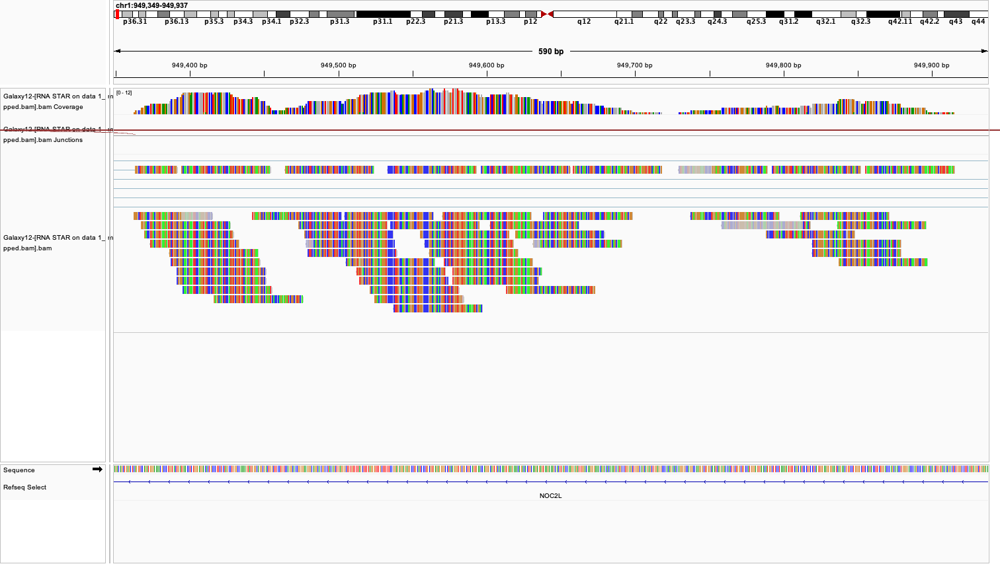 chr1:949,349-949,937
p36.31 p36.13 p35.3 p34.3 p34.1 p32.3 p31.3 p31.1 p22.3 p21.3 p13.3 p12 q12 q21.1 q22 q23.3 q24.3 q25.3 q31.2 q32.1 q32.3 q42.11 q42.2 q43 q44
590 bp
949,400 bp 949,500 bp 949,600 bp 949,700 bp 949,800 bp 949,900 bp
[0 - 12]
Galaxy12-[RNA STAR on data 1_ m
pped.bam].bam Coverage
Galaxy12-[RNA STAR on data 1_ m
pped.bam].bam Junctions
Galaxy12-[RNA STAR on data 1_ m
pped.bam].bam
Sequence
Refseq Select
NOC2L